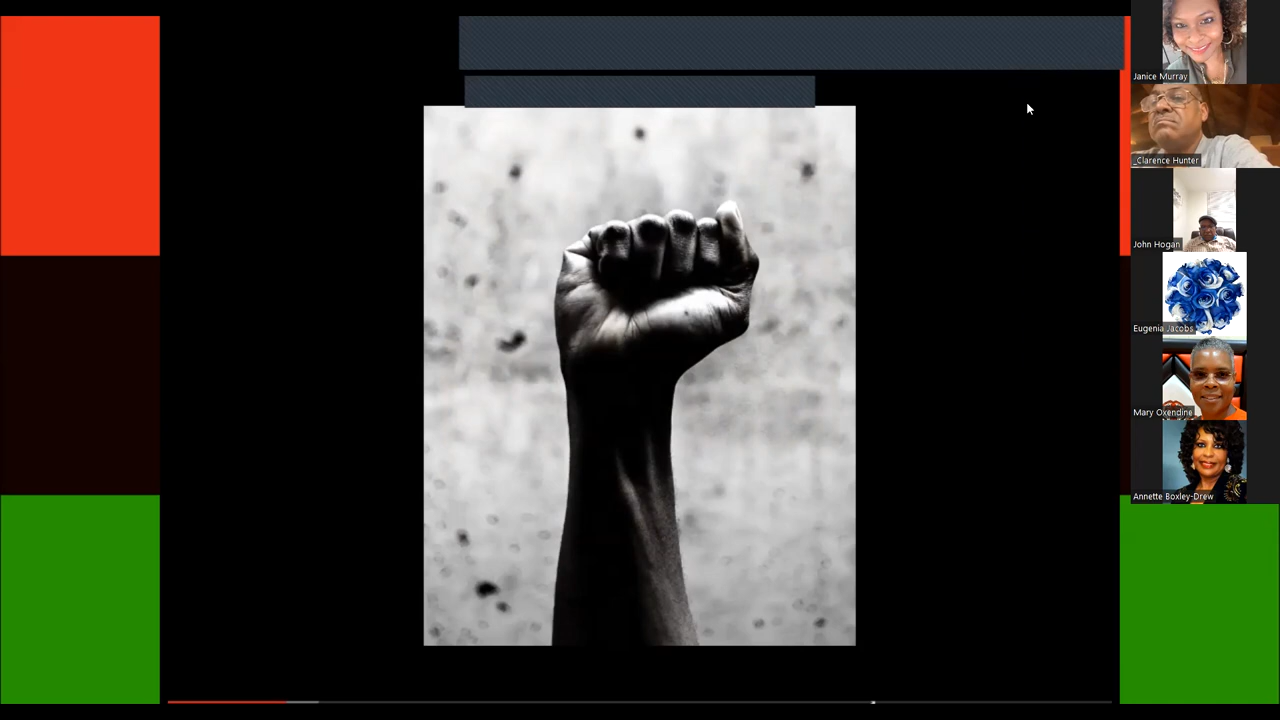 Janice Murray
_Clarence Hunter
John Hogan
Eugenia Jacobs
Mary Oxendine
Annette Boxley-Drew